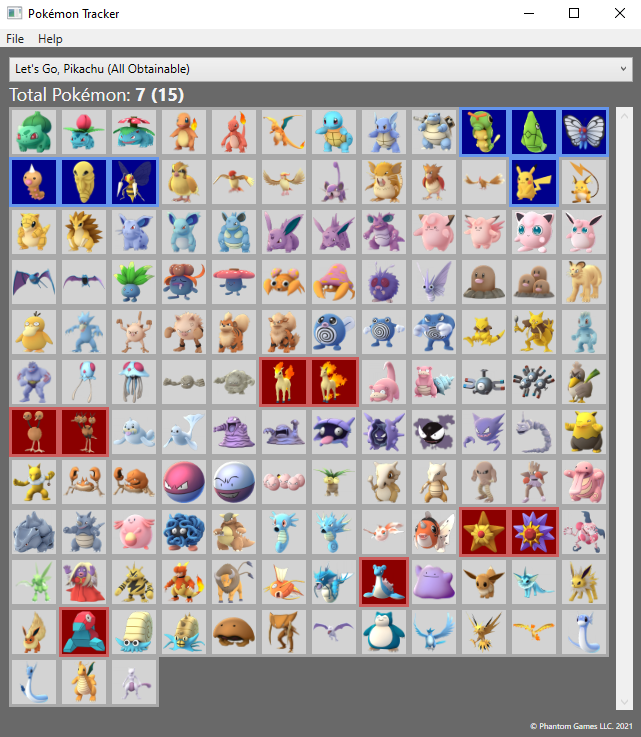 Pokémon Tracker
File Help
Let's Go, Pikachu (All Obtainable)
Total Pokémon: 7 (15)
© Phantom Games LLC. 2021